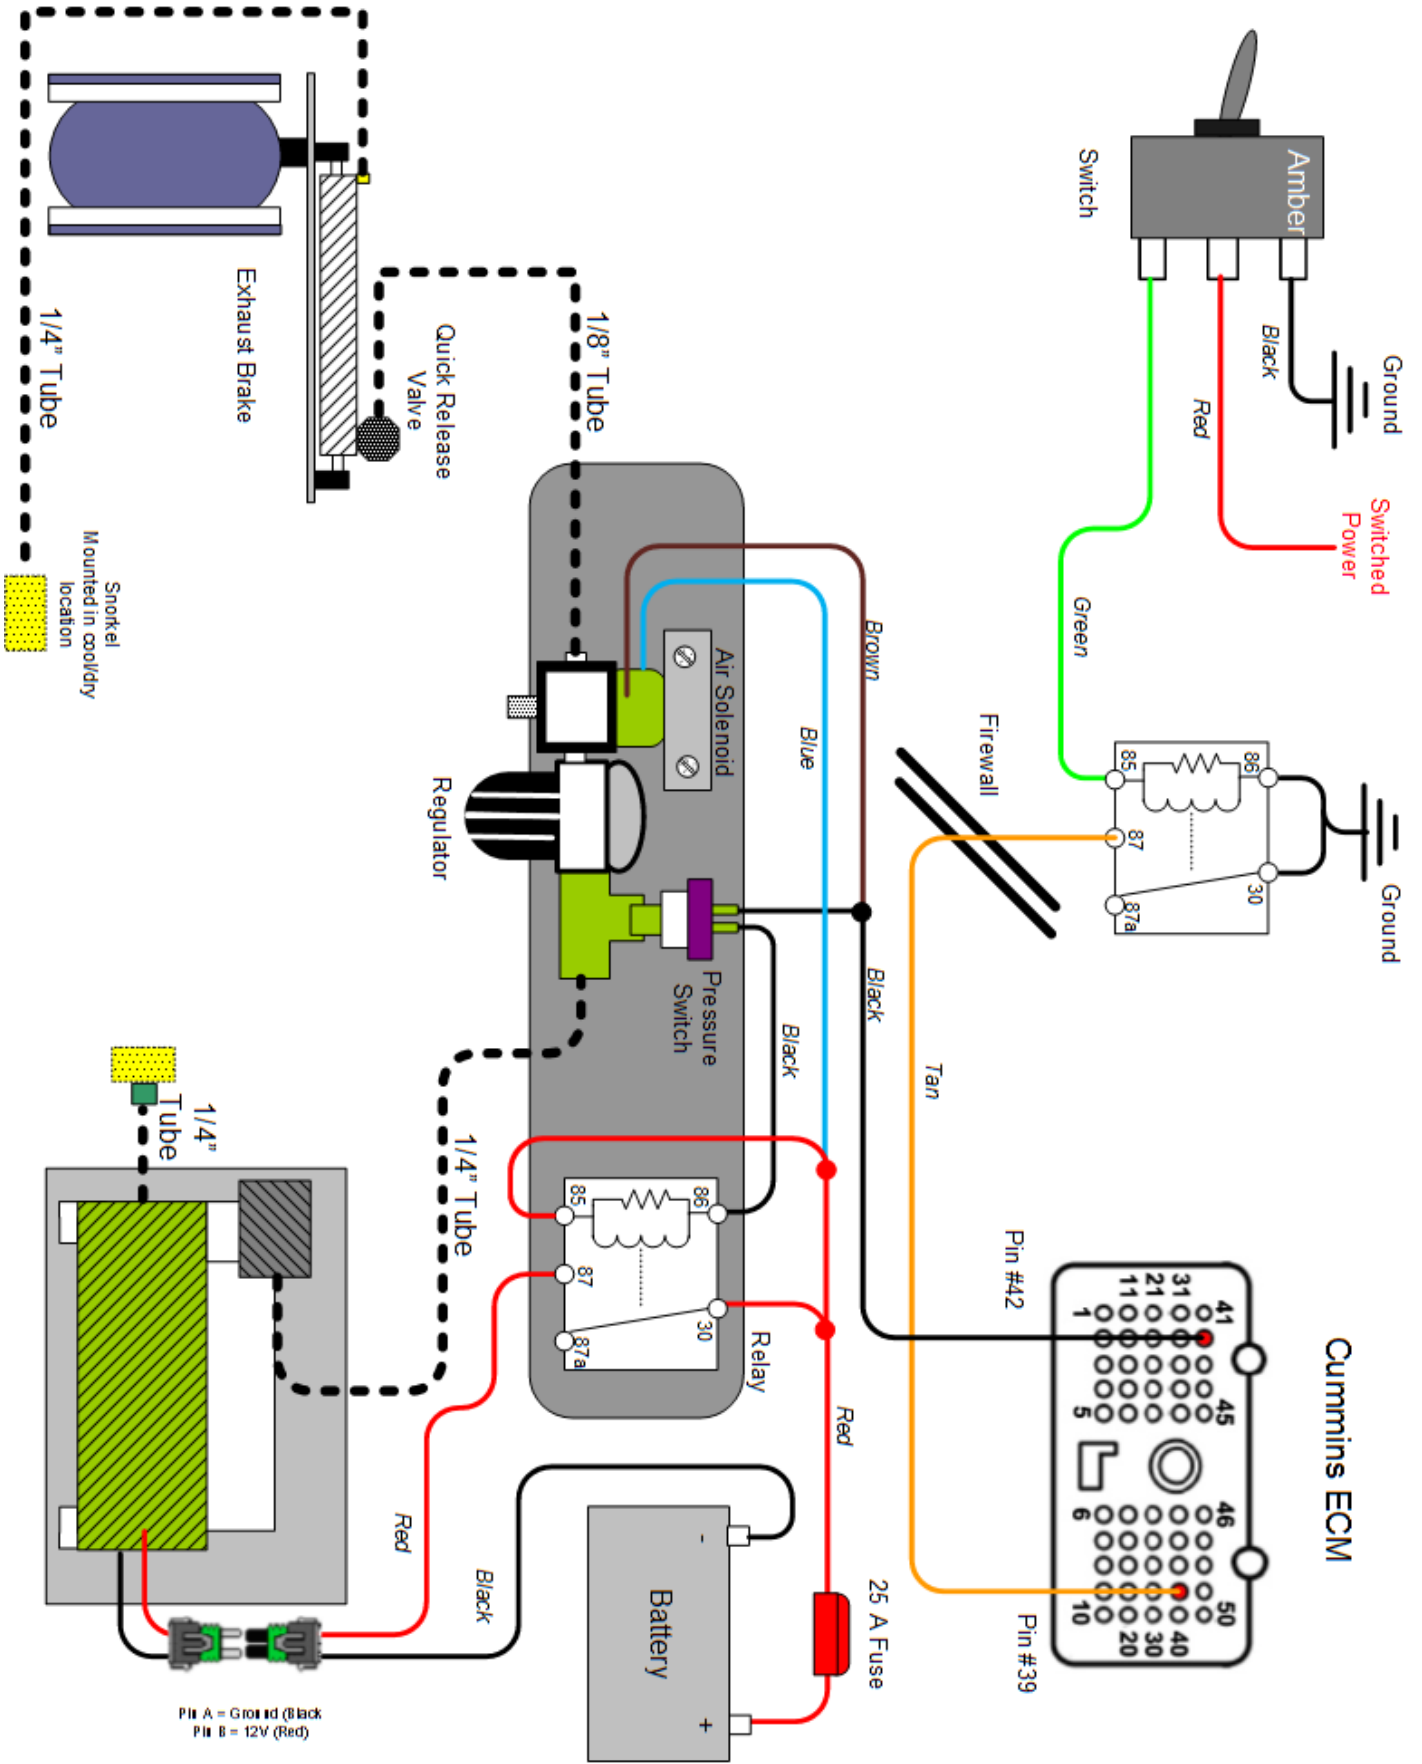 Cummins ECM
Ground
Ground
Switched
Power
Amber
Switch
Black
Red
Green
86
30
85
87
87a
Firewall
Tan
Pin #42
Pin #39
41
31
21
11
1
45
5
46
6
50
40
30
20
10
Brown
Blue
Black
Red
25 A Fuse
Air Solenoid
Pressure
Switch
Black
Relay
86
30
85
87
87a
Battery
-
+
1/8” Tube
Regulator
Quick Release
Valve
1/4” Tube
Red
Black
Exhaust Brake
1/4” Tube
Snorkel
Mounted in cool/dry
location
1/4”
Tube
Pin A = Ground (Black
Pin B = 12V (Red)